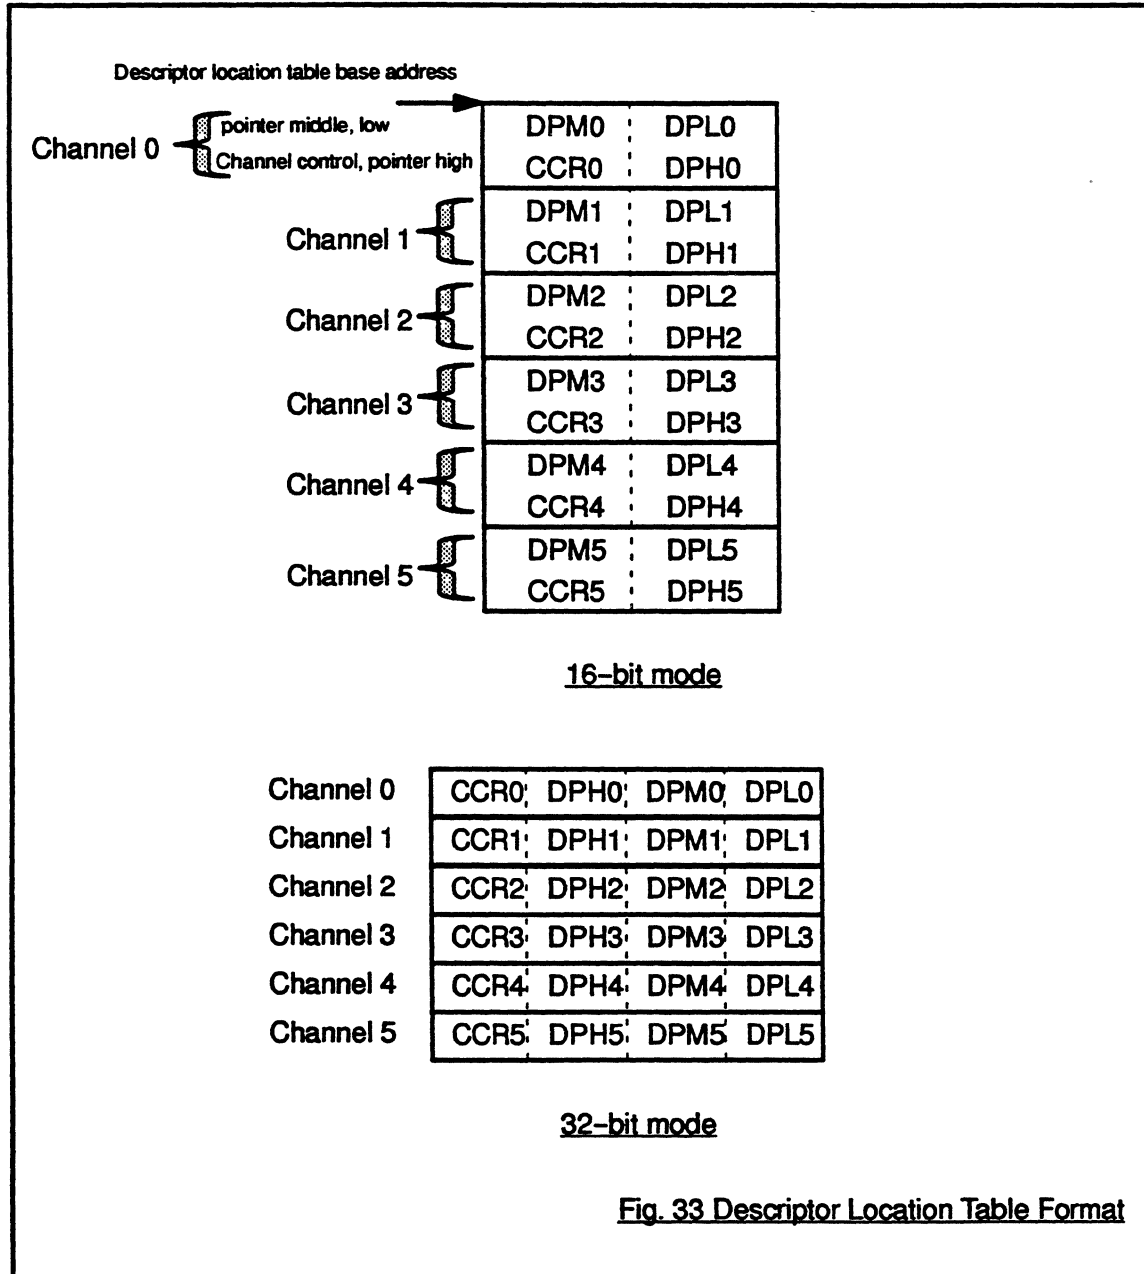 Descriptor location table base address
pointer middle, low
DPM0 DPL0
Channel 0
Channel control, pointer high
CCR0 DPH0
DPM1 DPL1
Channel 1
CCR1 DPH1
DPM2 DPL2
Channel 2
CCR2 DPH2
DPM3 DPL3
Channel 3
CCR3 DPH3
DPM4 DPL4
Channel 4
CCR4 DPH4
DPM5 DPL5
Channel 5
CCR5 DPH5
16-bit mode
Channel 0 CCR0 DPH0 DPM0 DPL0
Channel 1 CCR1 DPH1 DPM1 DPL1
Channel 2 CCR2 DPH2 DPM2 DPL2
Channel 3 CCR3 DPH3 DPM3 DPL3
Channel 4 CCR4 DPH4 DPM4 DPL4
Channel 5 CCR5 DPH5 DPM5 DPL5
32-bit mode
Fig. 33 Descriptor Location Table Format